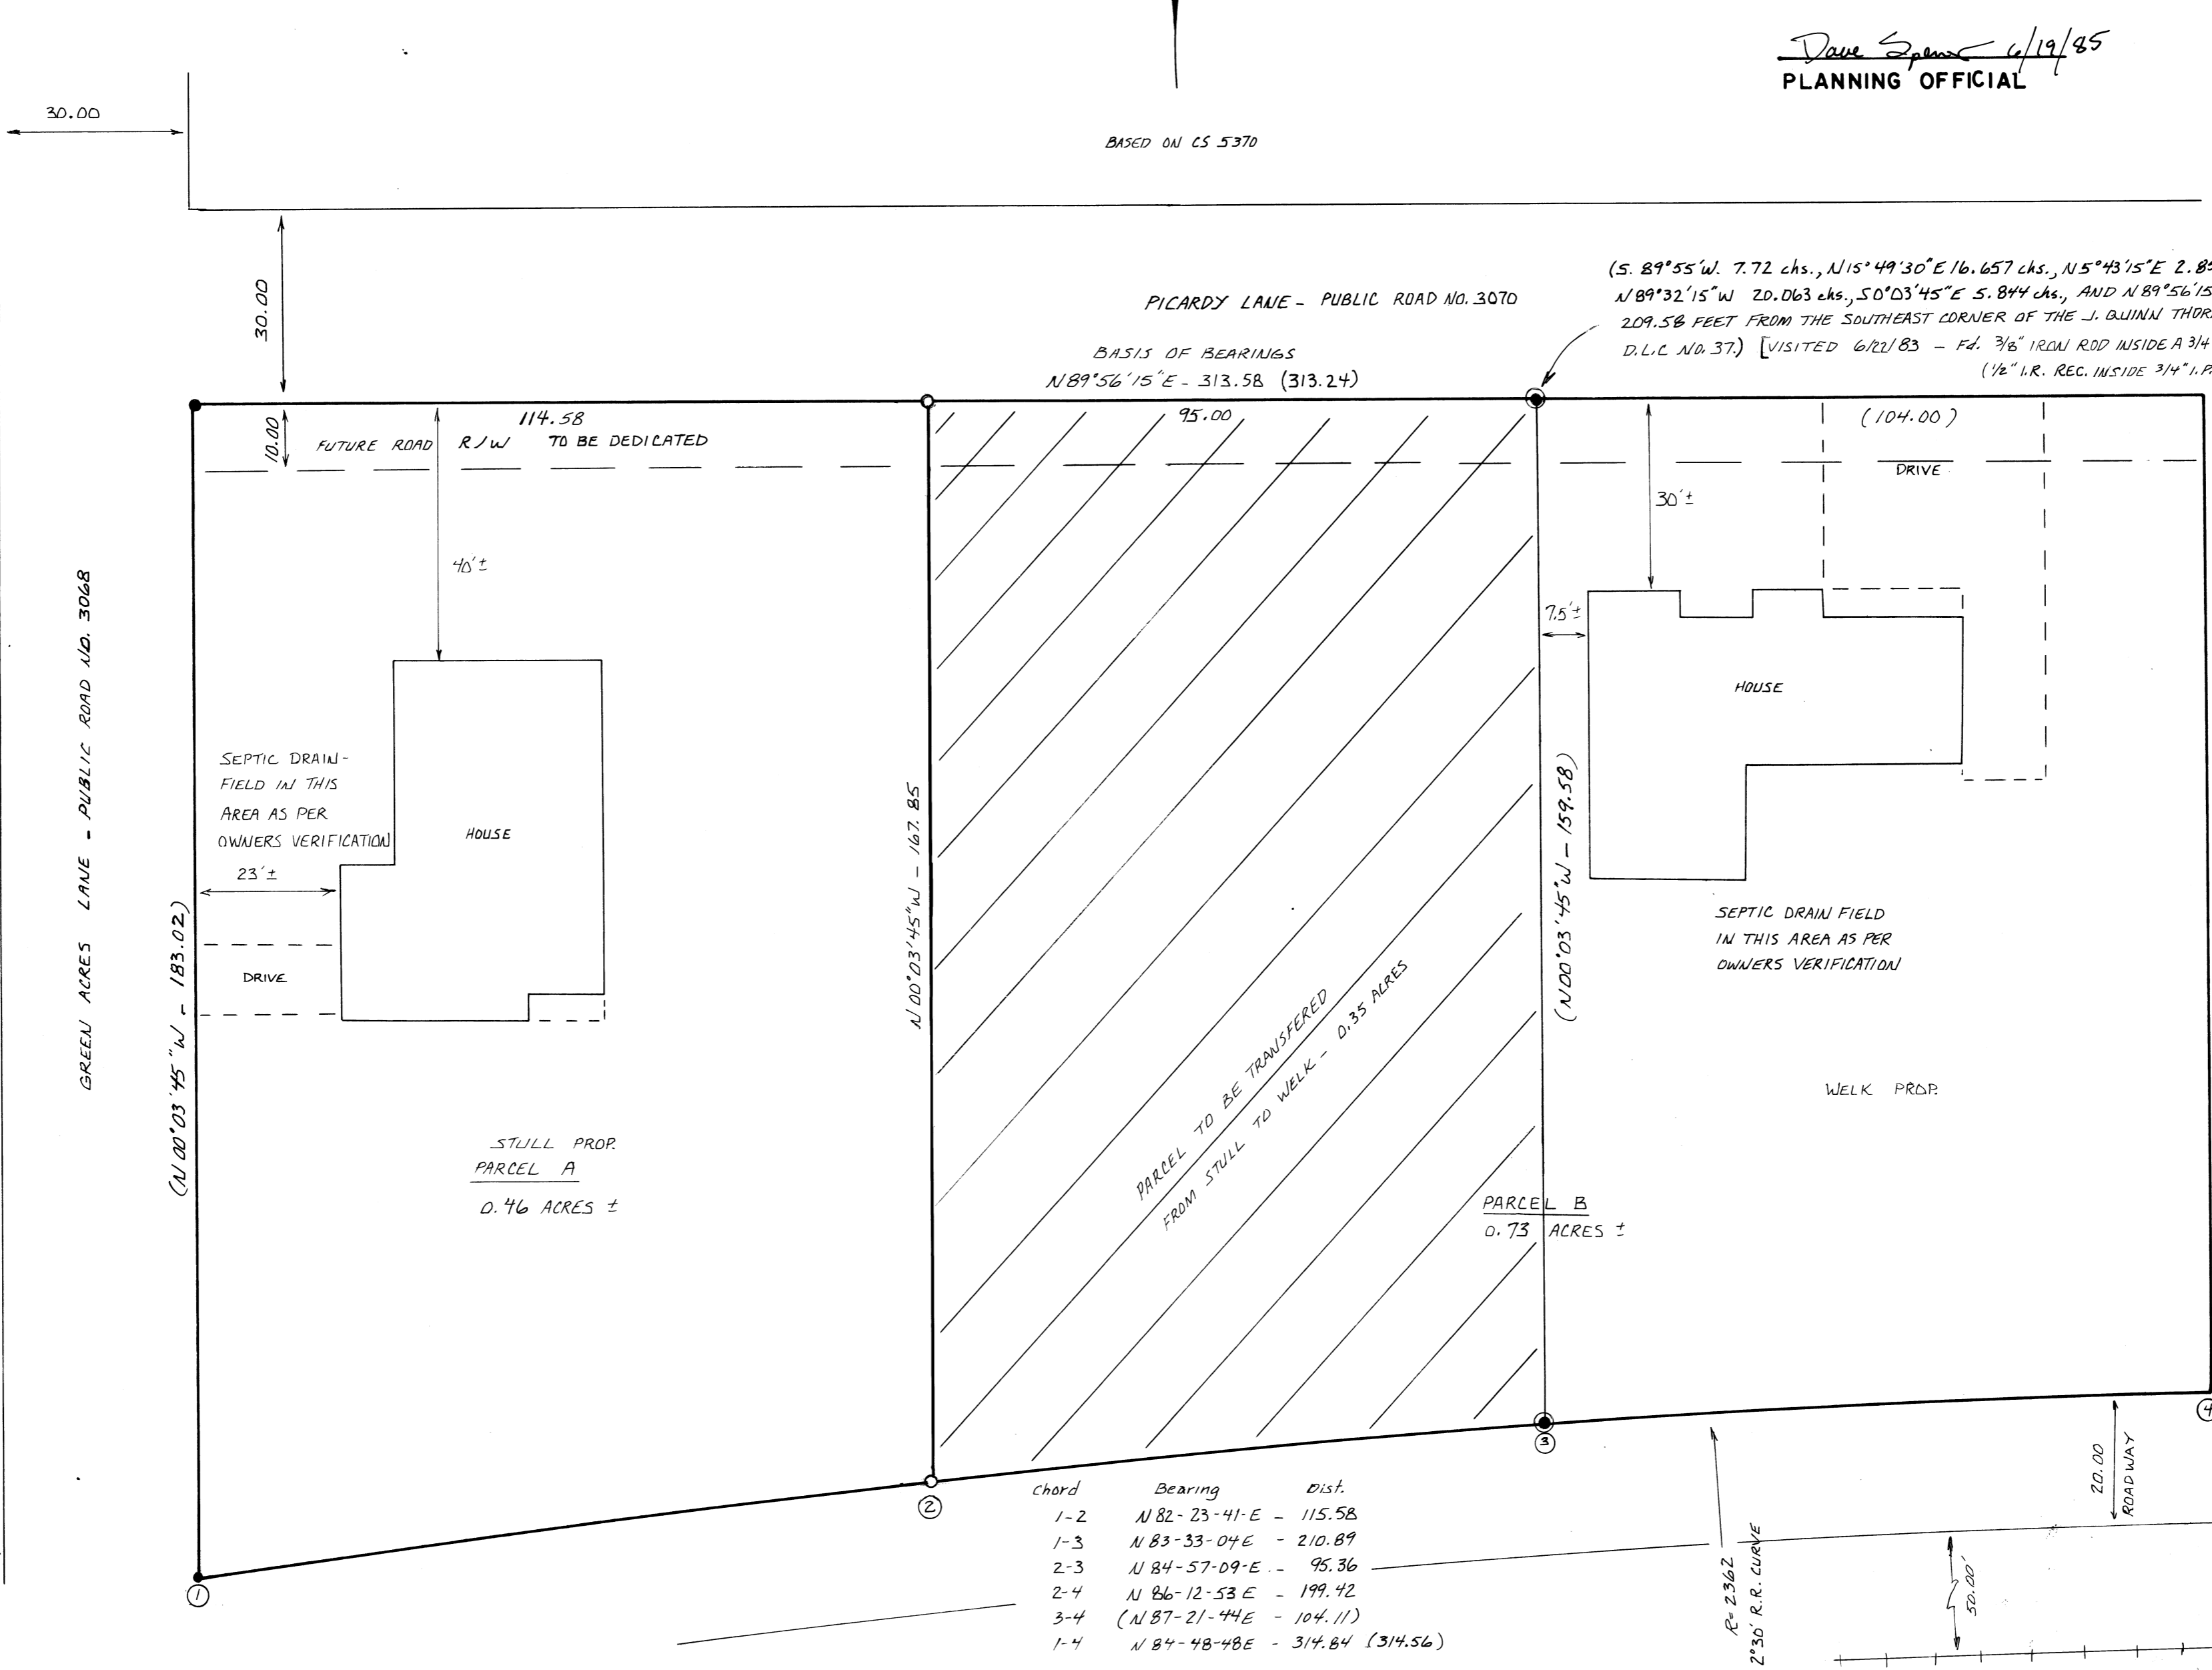 Dave 6/19/85
PLANNING OFFICIAL
30.00
BASED ON CS 5370
30.00
PICARDY LANE - PUBLIC ROAD NO. 3070
(S. 89°55'W. 7.72 chs., N15°49'30"E 16.657 chs., N5°43'15"E
N89°32'15"W 20.063 chs., S0°03'45"E 5.844 chs., AND N89°56'15
209.58 FEET FROM THE SOUTHEAST CORNER OF THE J. QUINN
D.L.C NO. 37.) [VISITED 6/22/83 - Fd. 3/8" IRON ROD INSIDE A 3/4
(1/2" I.R. REC. INSIDE 3/4" I.P.
BASIS OF BEARINGS
N89°56'15"E - 313.58 (313.24)
114.58
95.00
(104.00)
10.00
FUTURE ROAD R/W TO BE DEDICATED
DRIVE
30'±
40'±
7.5'±
GREEN ACRES LANE - PUBLIC ROAD NO. 3068
HOUSE
SEPTIC DRAIN-
FIELD IN THIS
AREA AS PER
OWNERS VERIFICATION
HOUSE
23'±
DRIVE
(N00°03'45"W - 183.02)
N00°03'45"W - 167.85
(N00°03'45"W - 159.58)
SEPTIC DRAIN FIELD
IN THIS AREA AS PER
OWNERS VERIFICATION
PARCEL TO BE TRANSFERED
FROM STULL TO WELK - 0.35 ACRES
WELK PROP.
STULL PROP.
PARCEL A
0.46 ACRES ±
PARCEL B
0.73 ACRES ±
1
2
3
4
Chord Bearing Dist.
1-2 N82-23-41-E - 115.58
1-3 N83-33-04E - 210.89
2-3 N84-57-09-E - 95.36
2-4 N86-12-53E - 199.42
3-4 (N87-21-44E - 104.11)
1-4 N84-48-48E - 314.84 (314.56)
R=2362
2°30' R.R. CURVE
20.00
ROADWAY
50.00'